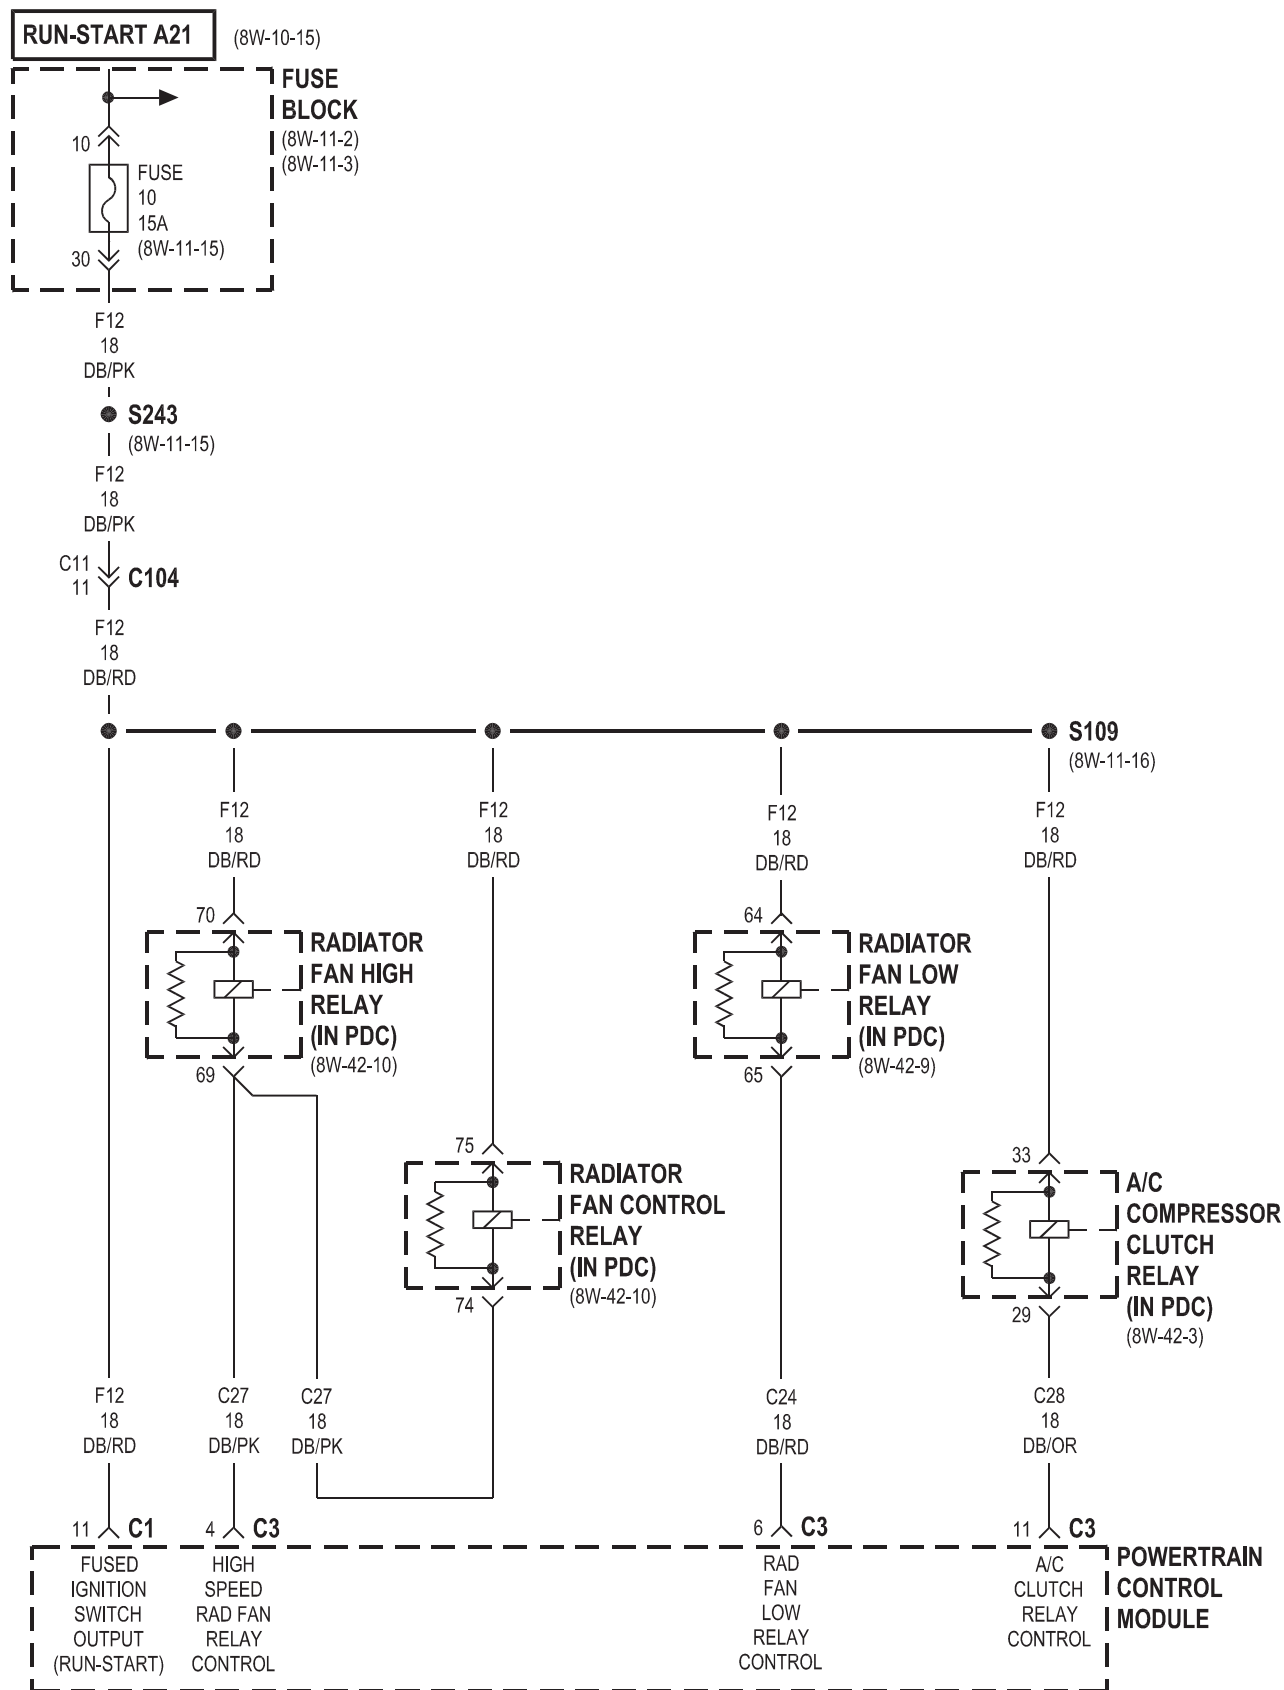 RUN-START A21 (8W-10-15)
FUSE
BLOCK
(8W-11-2)
(8W-11-3)
10
FUSE
10
15A
(8W-11-15)
30
F12
18
DB/PK
S243
(8W-11-15)
F12
18
DB/PK
C11
11
C104
F12
18
DB/RD
S109
(8W-11-16)
F12
18
DB/RD
F12
18
DB/RD
F12
18
DB/RD
F12
18
DB/RD
70
RADIATOR
FAN HIGH
RELAY
(IN PDC)
(8W-42-10)
69
64
RADIATOR
FAN LOW
RELAY
(IN PDC)
(8W-42-9)
65
75
RADIATOR
FAN CONTROL
RELAY
(IN PDC)
(8W-42-10)
74
33
A/C
COMPRESSOR
CLUTCH
RELAY
(IN PDC)
(8W-42-3)
29
F12
18
DB/RD
C27
18
DB/PK
C27
18
DB/PK
C24
18
DB/RD
C28
18
DB/OR
11 C1
4 C3
6 C3
11 C3
FUSED
IGNITION
SWITCH
OUTPUT
(RUN-START)
HIGH
SPEED
RAD FAN
RELAY
CONTROL
RAD
FAN
LOW
RELAY
CONTROL
A/C
CLUTCH
RELAY
CONTROL
POWERTRAIN
CONTROL
MODULE